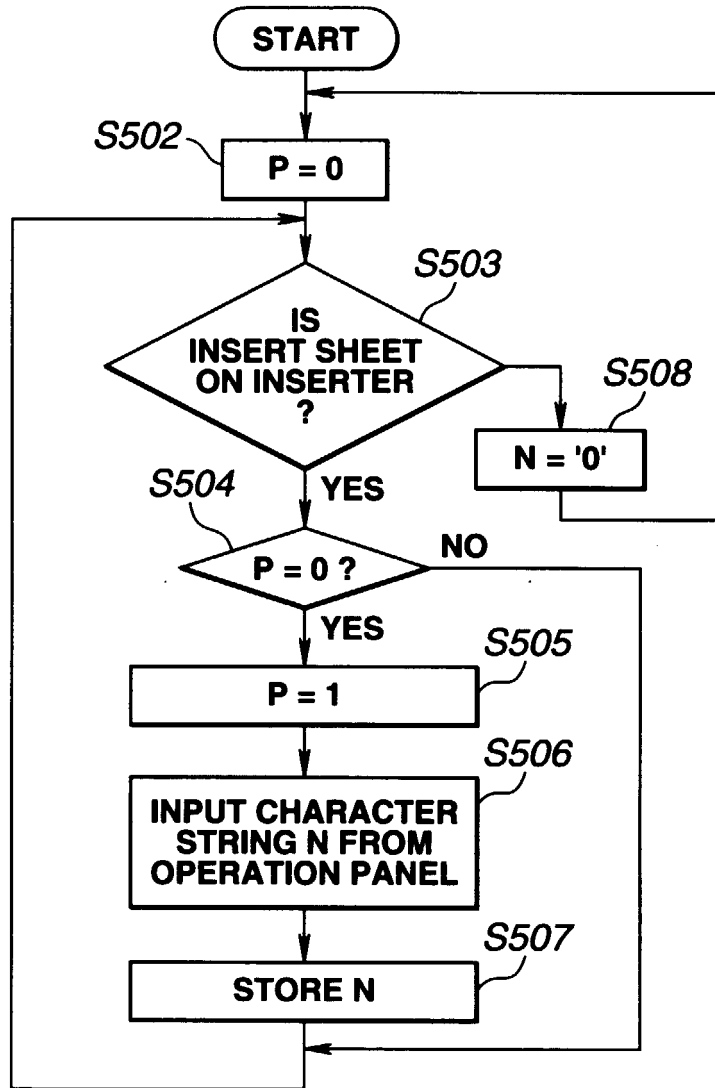 START
S502
P = 0
S503
IS
INSERT SHEET
ON INSERTER
?
S508
N = '0'
YES
S504
P = 0 ?
NO
YES
S505
P = 1
S506
INPUT CHARACTER
STRING N FROM
OPERATION PANEL
S507
STORE N